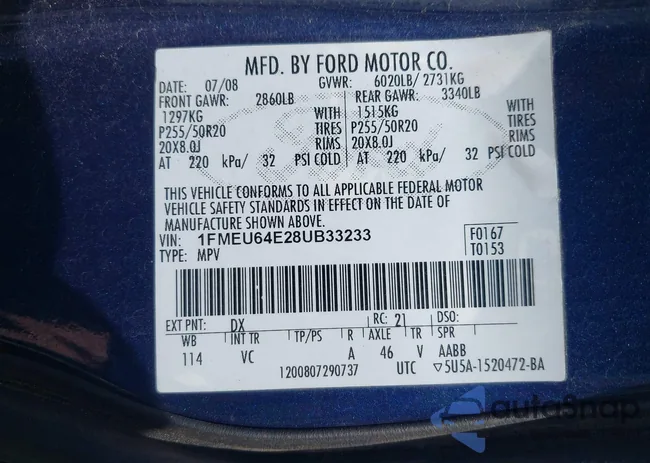 MFD. BY FORD MOTOR CO.
DATE: 07/08 GVWR: 6020LB/ 2731KG
FRONT GAWR: 2860LB REAR GAWR: 3340LB
1297KG WITH 1515KG WITH
P255/50R20 TIRES P255/50R20 TIRES
20X8.0J RIMS 20X8.0J RIMS
AT 220 kPa/ 32 PSI COLD AT 220 kPa/ 32 PSI COLD
THIS VEHICLE CONFORMS TO ALL APPLICABLE FEDERAL MOTOR
VEHICLE SAFETY STANDARDS IN EFFECT ON THE DATE OF
MANUFACTURE SHOWN ABOVE.
VIN: 1FMEU64E28UB33233 F0167
TYPE: MPV T0153
EXT PNT: DX RC: 21 DSO:
WB INT TR TP/PS R AXLE TR SPR
114 VC A 46 V AABB
1200807290737 UTC ▽5U5A-1520472-BA
Ford
autoSnap